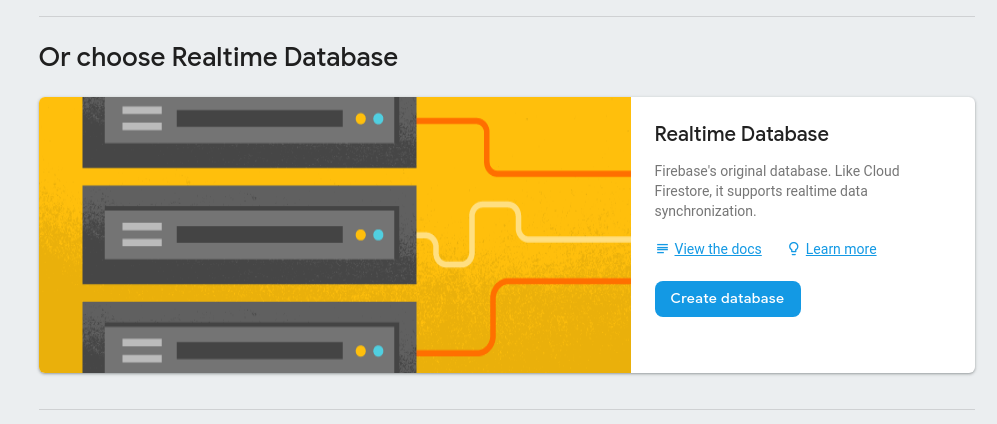 Or choose Realtime Database
Realtime Database
Firebase's original database. Like Cloud
Firestore, it supports realtime data
synchronization.
View the docs
Learn more
Create database